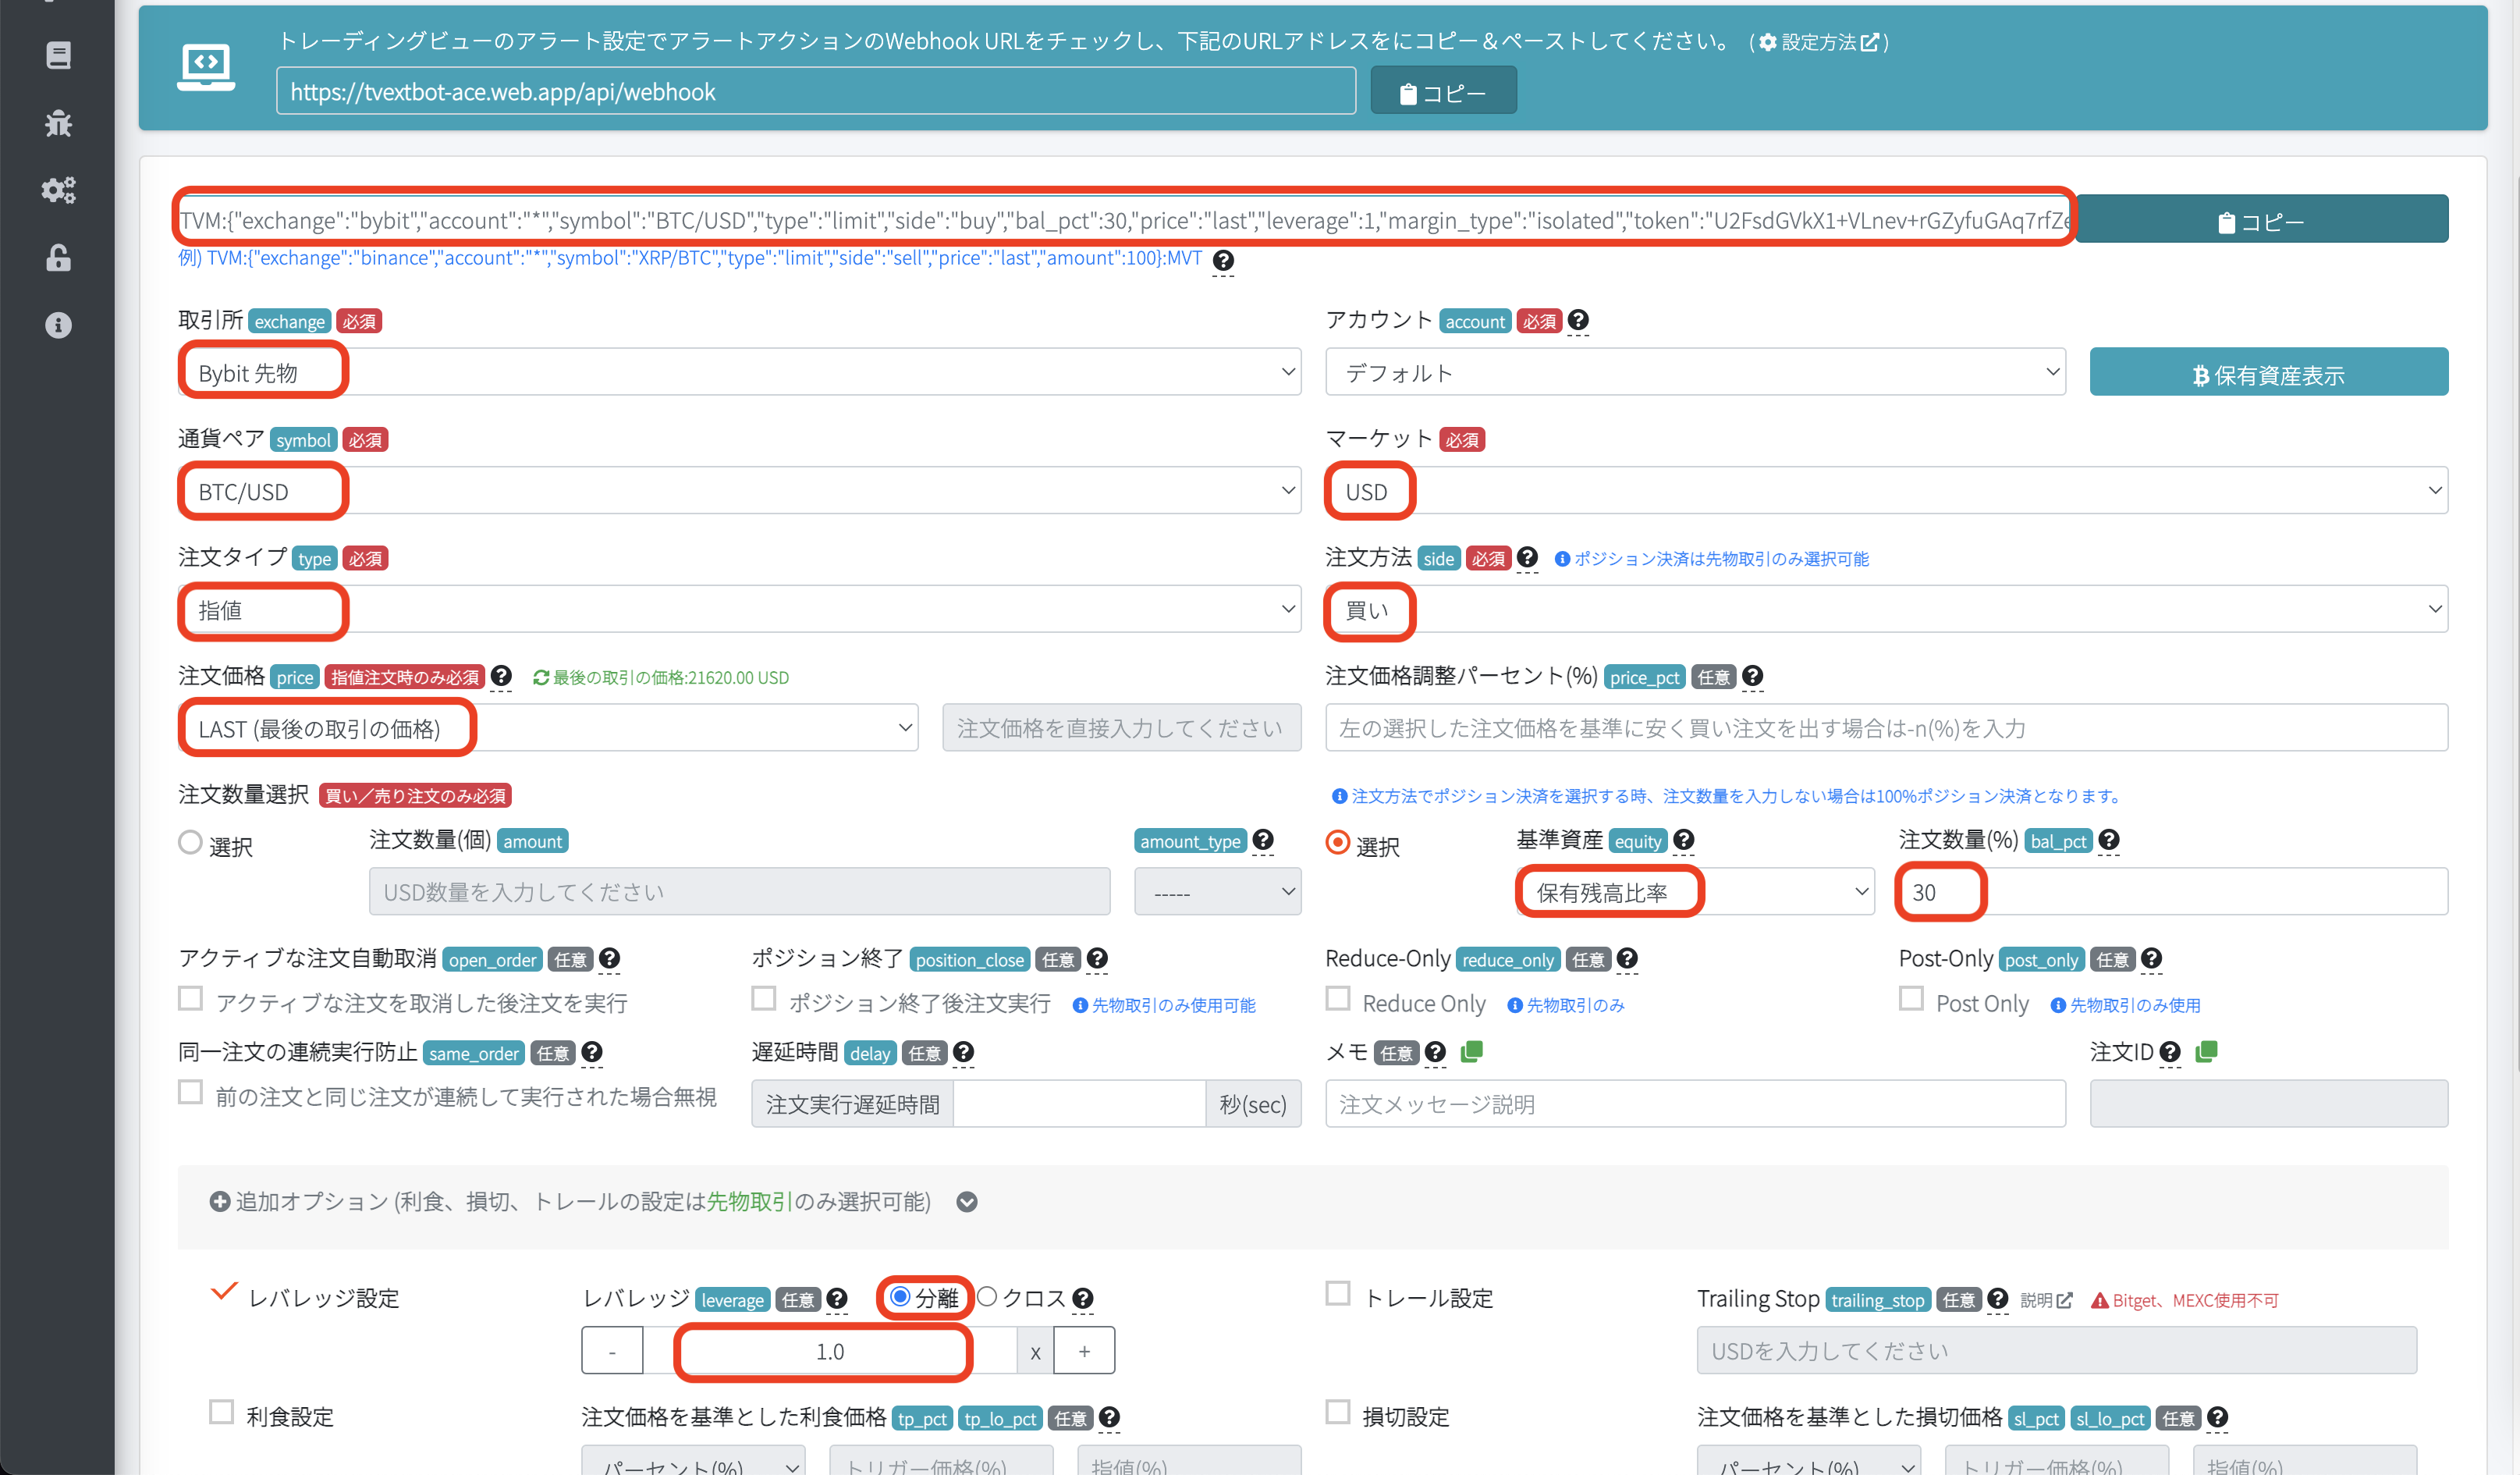 トレーディングビューのアラート設定でアラートアクションのWebhook URLをチェックし、下記のURLアドレスをにコピー＆ペーストしてください。 ( 設定方法 )
https://tvextbot-ace.web.app/api/webhook コピー
TVM:{"exchange":"bybit""account":"*""symbol":"BTC/USD","type":"limit""side":"buy""bal_pct":30,"price":"last""leverage":1,"margin_type":"isolated","token":"U2FsdGVkX1+VLnev+rGZyfuGAq7rfZe コピー
例) TVM:{"exchange":"binance","account":"*","symbol":"XRP/BTC","type":"limit","side":"sell","price":"last","amount":100}:MVT
取引所 exchange 必須 アカウント account 必須
Bybit 先物 デフォルト 保有資産表示
通貨ペア symbol 必須 マーケット 必須
BTC/USD USD
注文タイプ type 必須 注文方法 side 必須 ポジション決済は先物取引のみ選択可能
指値 買い
注文価格 price 指値注文時のみ必須 最後の取引の価格:21620.00 USD 注文価格調整パーセント(%) price_pct 任意
LAST (最後の取引の価格) 注文価格を直接入力してください 左の選択した注文価格を基準に安く買い注文を出す場合は-n(%)を入力
注文数量選択 買い／売り注文のみ必須 注文方法でポジション決済を選択する時、注文数量を入力しない場合は100%ポジション決済となります。
選択 注文数量(個) amount amount_type 選択 基準資産 equity 注文数量(%) bal_pct
USD数量を入力してください ----- 保有残高比率 30
アクティブな注文自動取消 open_order 任意 ポジション終了 position_close 任意 Reduce-Only reduce_only 任意 Post-Only post_only 任意
アクティブな注文を取消した後注文を実行 ポジション終了後注文実行 先物取引のみ使用可能 Reduce Only 先物取引のみ Post Only 先物取引のみ使用
同一注文の連続実行防止 same_order 任意 遅延時間 delay 任意 メモ 任意 注文ID
前の注文と同じ注文が連続して実行された場合無視 注文実行遅延時間 秒(sec) 注文メッセージ説明
追加オプション (利食、損切、トレールの設定は先物取引のみ選択可能)
レバレッジ設定 レバレッジ leverage 任意 分離 クロス トレール設定 Trailing Stop trailing_stop 任意 説明 Bitget、MEXC使用不可
- 1.0 x + USDを入力してください
利食設定 注文価格を基準とした利食価格 tp_pct tp_lo_pct 任意 損切設定 注文価格を基準とした損切価格 sl_pct sl_lo_pct 任意
パーセント(%) トリガー価格(%) 指値(%) パーセント(%) トリガー価格(%) 指値(%)